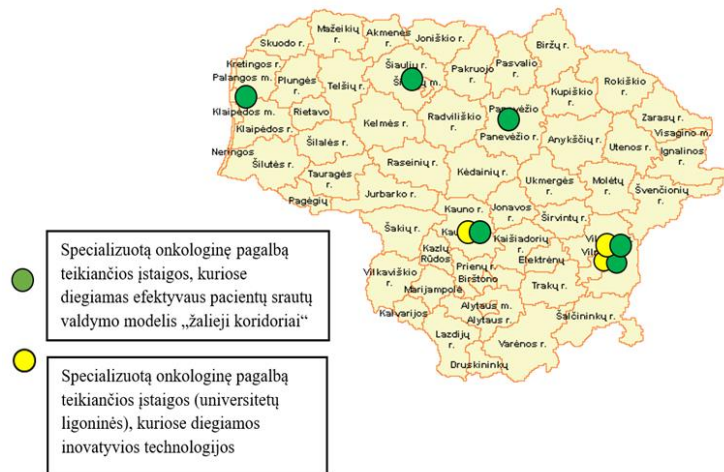 Skuodo r.
Mažeikių r.
Akmenės r.
Joniškio r.
Biržų r.
Kretingos r.
Palangos m.
Plungės r.
Telšių r.
Šiaulių r.
Pakruojo r.
Pasvalio r.
Kupiškio r.
Rokiškio r.
Klaipėdos m.
Rietavo
Kelmės r.
Radviliškio r.
Panevėžio r.
Anykščių r.
Zarasų r.
Visagino m.
Klaipėdos r.
Šilalės r.
Utenos r.
Ignalinos r.
Neringos
Šilutės r.
Raseinių r.
Kėdainių r.
Tauragės r.
Ukmergės r.
Molėtų r.
Švenčionių r.
Pagėgių
Jurbarko r.
Kauno r.
Jonavos r.
Širvintų r.
Šakių r.
Kazlų Rūdos
Kaišiadorių r.
Elektrėnų
Vilkaviškio r.
Prienų r.
Birštono
Trakų r.
Marijampolė
Alytaus m.
Alytaus r.
Kalvarijos
Šalčininkų r.
Lazdijų r.
Varėnos r.
Druskininkų
Specializuotą onkologinę pagalbą
teikiančios įstaigos, kuriose
diegiamas efektyvaus pacientų srautų
valdymo modelis „žalieji koridoriai“
Specializuotą onkologinę pagalbą
teikiančios įstaigos (universitetų
ligoninės), kuriose diegiamos
inovatyvios technologijos